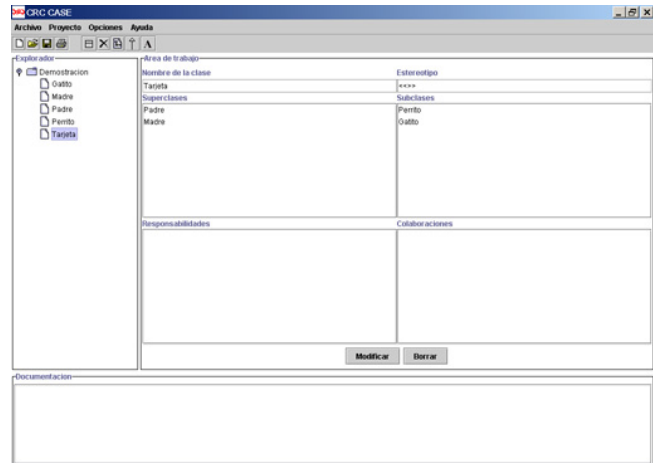 CRC CASE
Archivo Proyecto Opciones Ayuda
Explorador
Demostracion
Gatito
Madre
Padre
Perrito
Tarjeta
Area de trabajo
Nombre de la clase Estereotipo
Tarjeta <<>>
Superclases Subclases
Padre Perrito
Madre Gatito
Responsabilidades Colaboraciones
Modificar Borrar
Documentacion